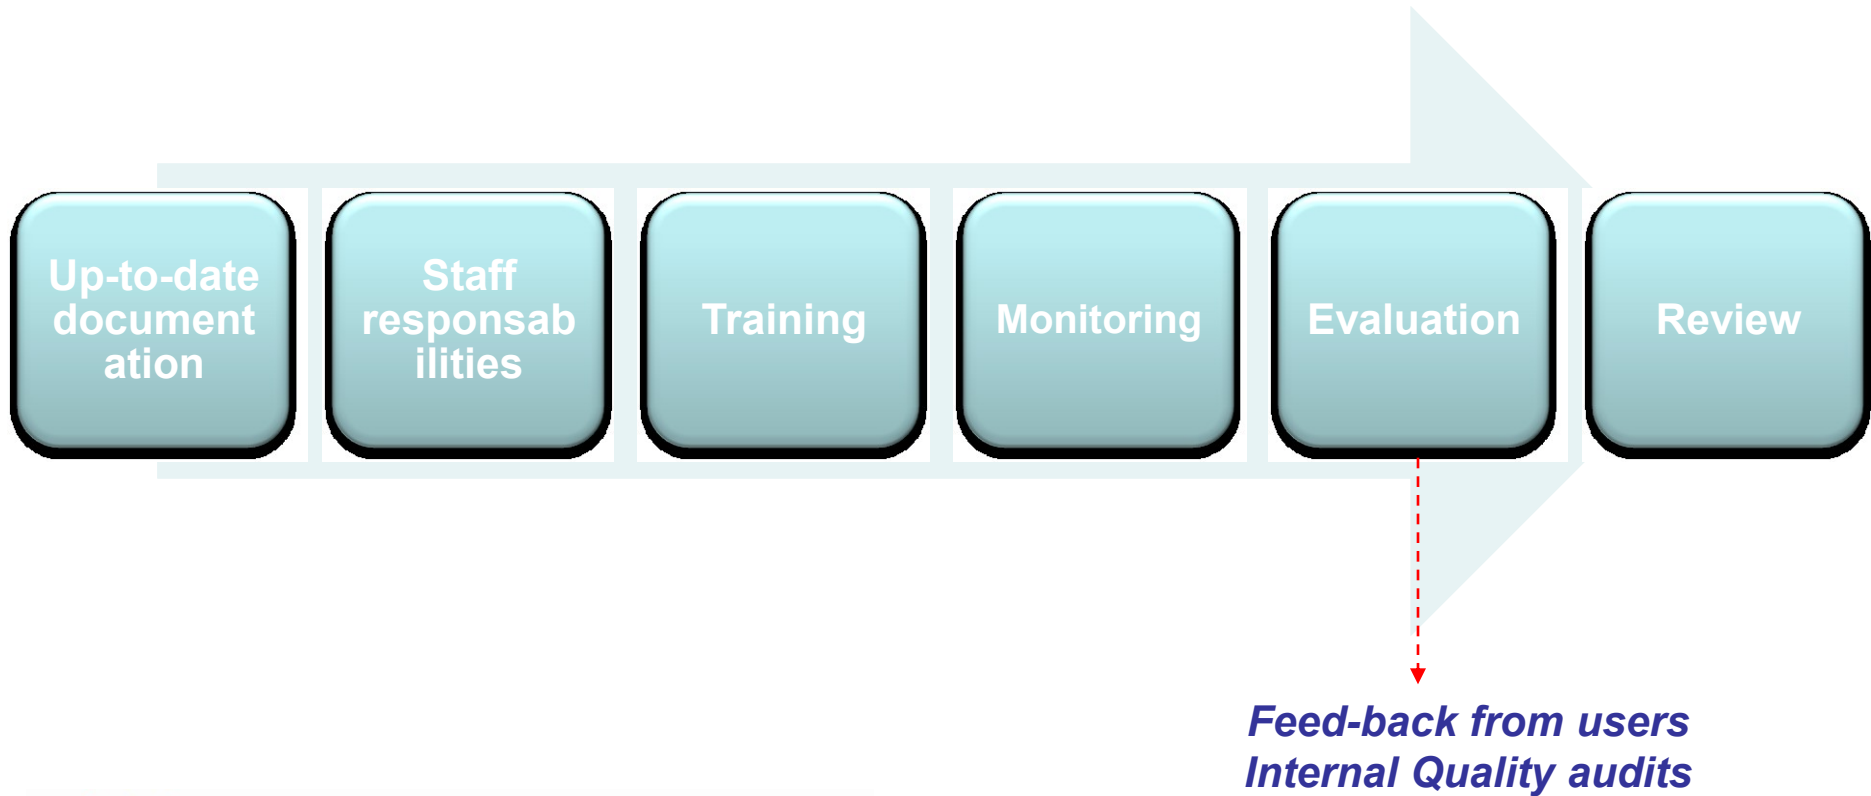 Up-to-date
document
ation
Staff
responsab
ilities
Training
Monitoring
Evaluation
Review
Feed-back from users
Internal Quality audits